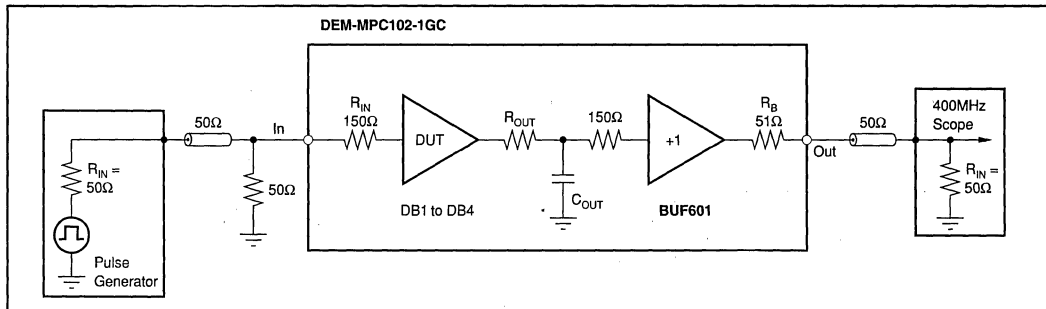 DEM-MPC102-1GC
R_IN = 50Ω
Pulse Generator
50Ω
In
50Ω
R_IN
150Ω
DUT
DB1 to DB4
R_OUT
C_OUT
150Ω
+1
BUF601
R_B
51Ω
Out
50Ω
400MHz
Scope
R_IN =
50Ω